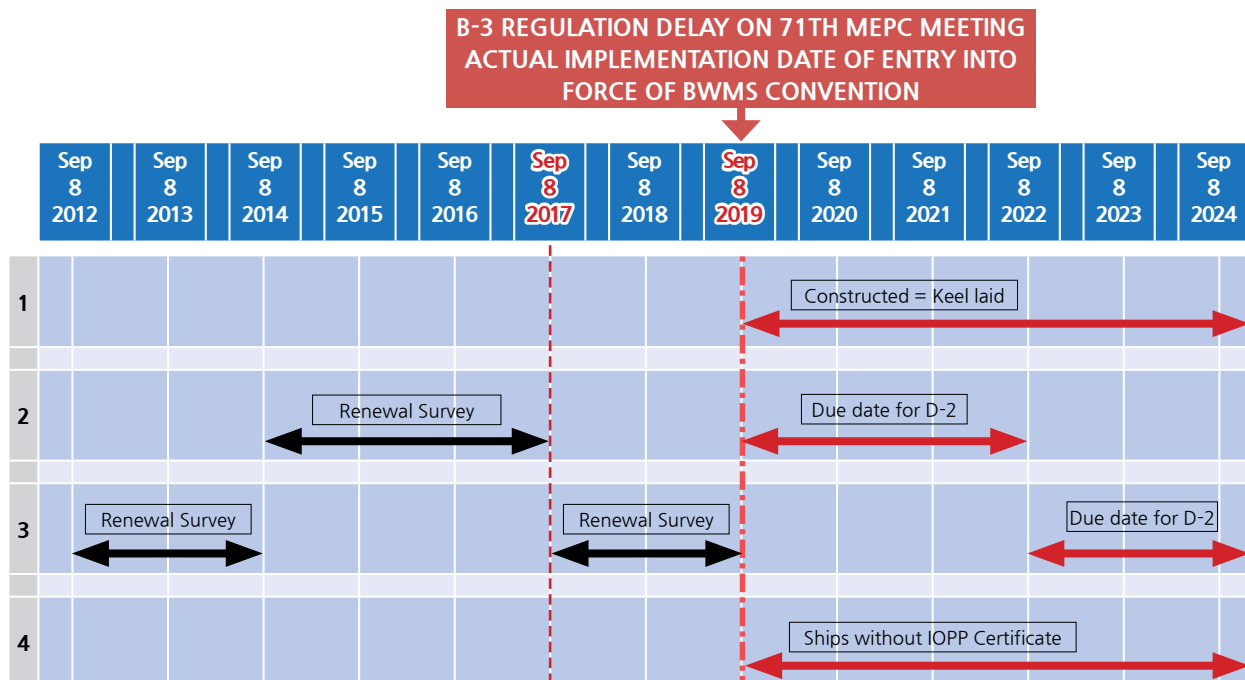 B-3 REGULATION DELAY ON 71TH MEPC MEETING
ACTUAL IMPLEMENTATION DATE OF ENTRY INTO
FORCE OF BWMS CONVENTION
Sep 8 2012
Sep 8 2013
Sep 8 2014
Sep 8 2015
Sep 8 2016
Sep 8 2017
Sep 8 2018
Sep 8 2019
Sep 8 2020
Sep 8 2021
Sep 8 2022
Sep 8 2023
Sep 8 2024
1
Constructed = Keel laid
2
Renewal Survey
Due date for D-2
3
Renewal Survey
Renewal Survey
Due date for D-2
4
Ships without IOPP Certificate